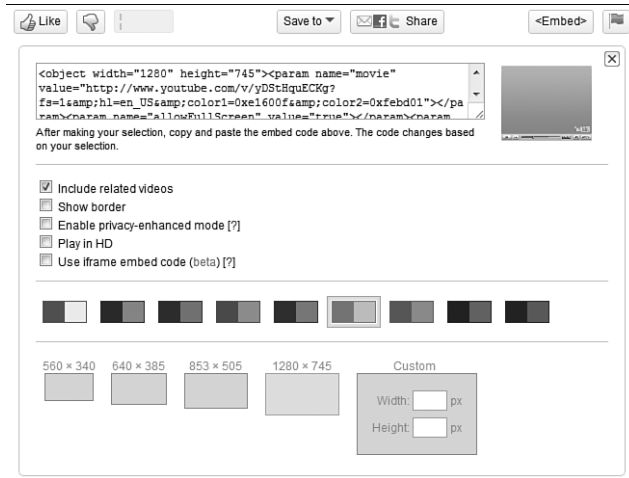 Like Save to Share <Embed>
<object width="1280" height="745"><param name="movie"
value="http://www.youtube.com/v/yDStHquECKg?
fs=1&amp;hl=en_US&amp;color1=0xe1600f&amp;color2=0xfebd01"></pa
ram><param name="allowFullScreen" value="true"></param><param
After making your selection, copy and paste the embed code above. The code changes based
on your selection.
Include related videos
Show border
Enable privacy-enhanced mode [?]
Play in HD
Use iframe embed code (beta) [?]
560 × 340 640 × 385 853 × 505 1280 × 745 Custom
Width: px
Height: px